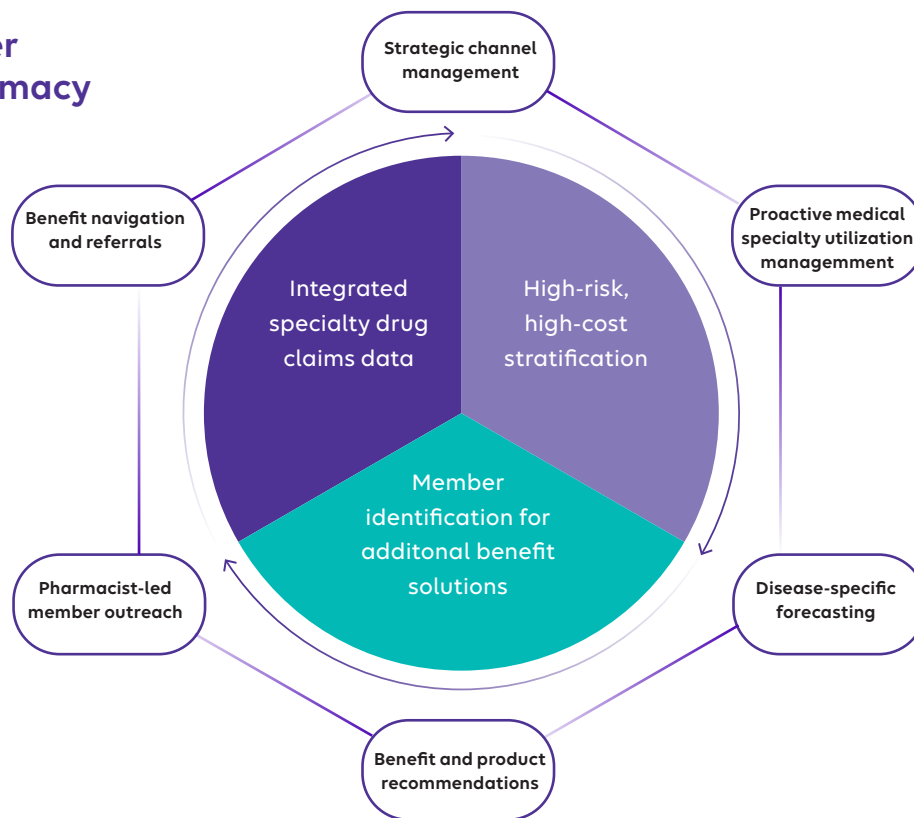 er
macy
Strategic channel
management
Benefit navigation
and referrals
Proactive medical
specialty utilization
managemment
Integrated
specialty drug
claims data
High-risk,
high-cost
stratification
Member
identification for
additonal benefit
solutions
Pharmacist-led
member outreach
Disease-specific
forecasting
Benefit and product
recommendations